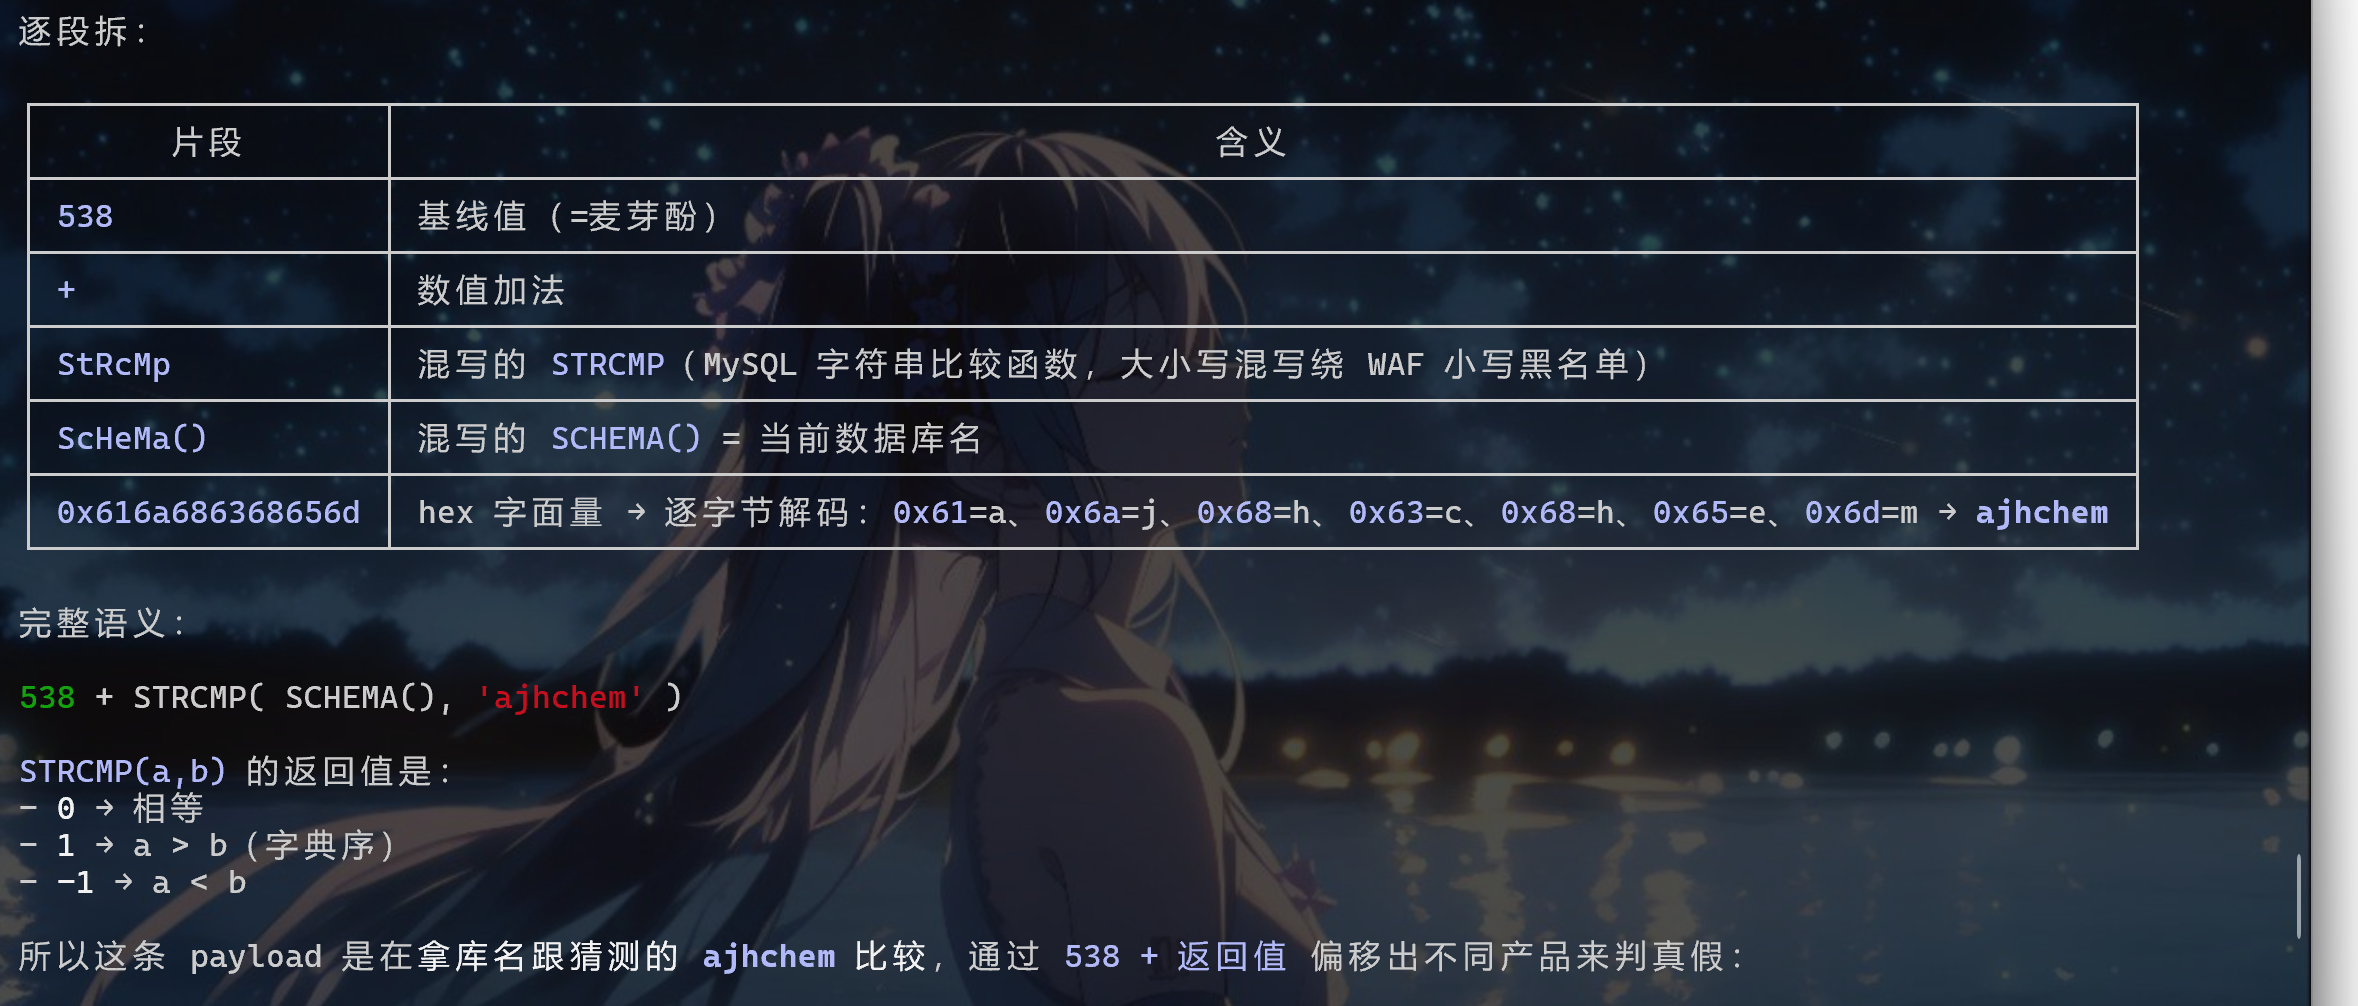 逐段拆:
片段 含义
538 基线值 (=麦芽酚)
+ 数值加法
StRcMp 混写的 STRCMP (MySQL 字符串比较函数, 大小写混写绕 WAF 小写黑名单)
ScHeMa() 混写的 SCHEMA() = 当前数据库名
0x616a686368656d hex 字面量 → 逐字节解码: 0x61=a、0x6a=j、0x68=h、0x63=c、0x68=h、0x65=e、0x6d=m → ajhchem
完整语义:
538 + STRCMP( SCHEMA(), 'ajhchem' )
STRCMP(a,b) 的返回值是:
- 0 → 相等
- 1 → a > b (字典序)
- -1 → a < b
所以这条 payload 是在拿库名跟猜测的 ajhchem 比较, 通过 538 + 返回值 偏移出不同产品来判真假: